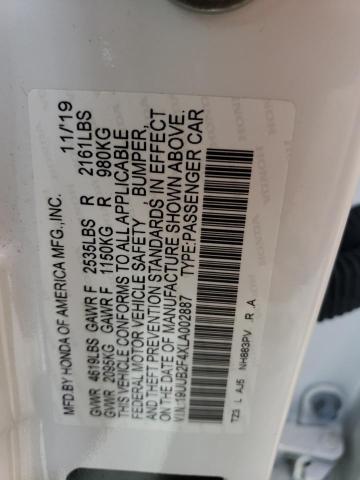 MFD.BY HONDA OF AMERICA MFG.,INC. 11/19
GVWR 4619LBS GAWR F 2535LBS R 2161LBS
GVWR 2095KG GAWR F 1150KG R 980KG
THIS VEHICLE CONFORMS TO ALL APPLICABLE
FEDERAL MOTOR VEHICLE SAFETY , BUMPER,
AND THEFT PREVENTION STANDARDS IN EFFECT
ON THE DATE OF MANUFACTURE SHOWN ABOVE.
V.I.N:19UUB2F4XLA002887 TYPE:PASSENGER CAR
TZ3 L AJ5 NH883PV .R .A